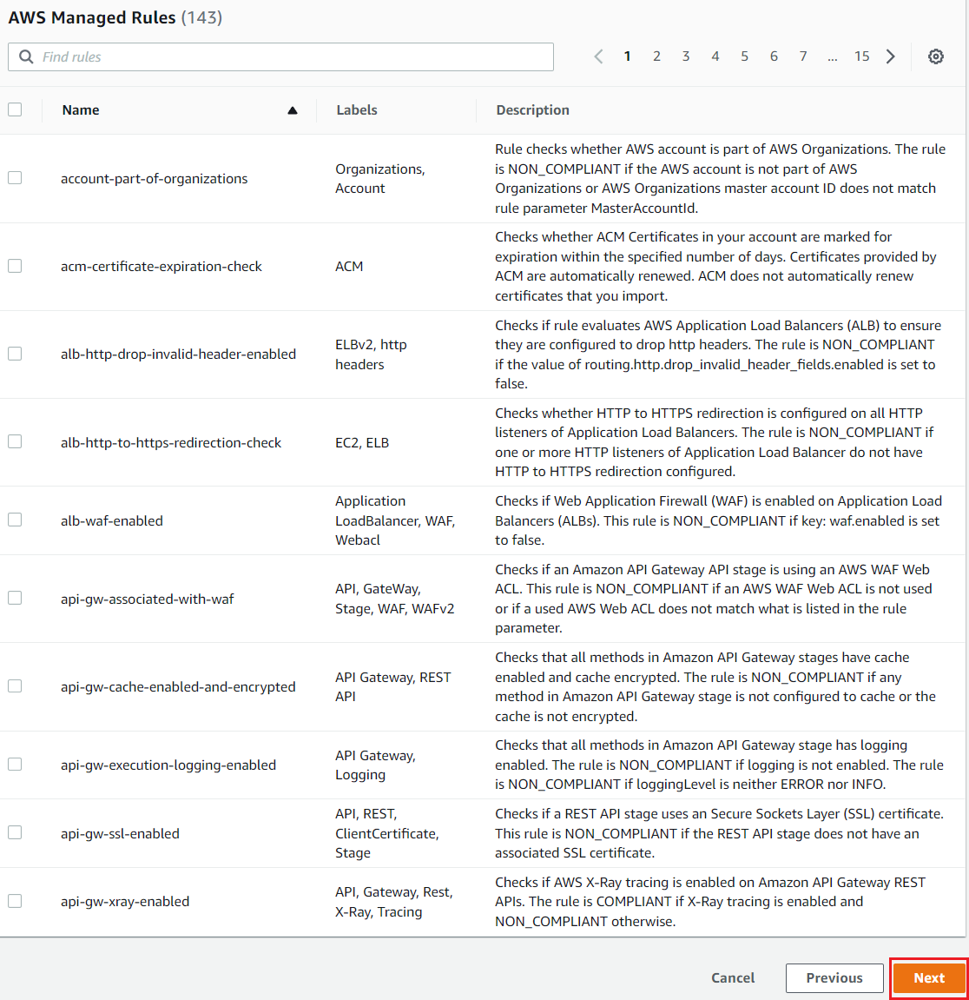 AWS Managed Rules (143)
Find rules
1 2 3 4 5 6 7 ... 15
Name Labels Description
account-part-of-organizations
Organizations,
Account
Rule checks whether AWS account is part of AWS Organizations. The rule
is NON_COMPLIANT if the AWS account is not part of AWS
Organizations or AWS Organizations master account ID does not match
rule parameter MasterAccountId.
acm-certificate-expiration-check
ACM
Checks whether ACM Certificates in your account are marked for
expiration within the specified number of days. Certificates provided by
ACM are automatically renewed. ACM does not automatically renew
certificates that you import.
alb-http-drop-invalid-header-enabled
ELBv2, http
headers
Checks if rule evaluates AWS Application Load Balancers (ALB) to ensure
they are configured to drop http headers. The rule is NON_COMPLIANT
if the value of routing.http.drop_invalid_header_fields.enabled is set to
false.
alb-http-to-https-redirection-check
EC2, ELB
Checks whether HTTP to HTTPS redirection is configured on all HTTP
listeners of Application Load Balancers. The rule is NON_COMPLIANT if
one or more HTTP listeners of Application Load Balancer do not have
HTTP to HTTPS redirection configured.
alb-waf-enabled
Application
LoadBalancer, WAF,
Webacl
Checks if Web Application Firewall (WAF) is enabled on Application Load
Balancers (ALBs). This rule is NON_COMPLIANT if key: waf.enabled is set
to false.
api-gw-associated-with-waf
API, GateWay,
Stage, WAF, WAFv2
Checks if an Amazon API Gateway API stage is using an AWS WAF Web
ACL. This rule is NON_COMPLIANT if an AWS WAF Web ACL is not used
or if a used AWS Web ACL does not match what is listed in the rule
parameter.
api-gw-cache-enabled-and-encrypted
API Gateway, REST
API
Checks that all methods in Amazon API Gateway stages have cache
enabled and cache encrypted. The rule is NON_COMPLIANT if any
method in Amazon API Gateway stage is not configured to cache or the
cache is not encrypted.
api-gw-execution-logging-enabled
API Gateway,
Logging
Checks that all methods in Amazon API Gateway stage has logging
enabled. The rule is NON_COMPLIANT if logging is not enabled. The rule
is NON_COMPLIANT if loggingLevel is neither ERROR nor INFO.
api-gw-ssl-enabled
API, REST,
ClientCertificate,
Stage
Checks if a REST API stage uses an Secure Sockets Layer (SSL) certificate.
This rule is NON_COMPLIANT if the REST API stage does not have an
associated SSL certificate.
api-gw-xray-enabled
API, Gateway, Rest,
X-Ray, Tracing
Checks if AWS X-Ray tracing is enabled on Amazon API Gateway REST
APIs. The rule is COMPLIANT if X-Ray tracing is enabled and
NON_COMPLIANT otherwise.
Cancel Previous Next